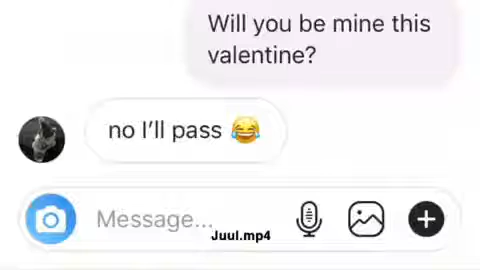 Will you be mine this
valentine?
no I'll pass 😂
Message...
Juul.mp4